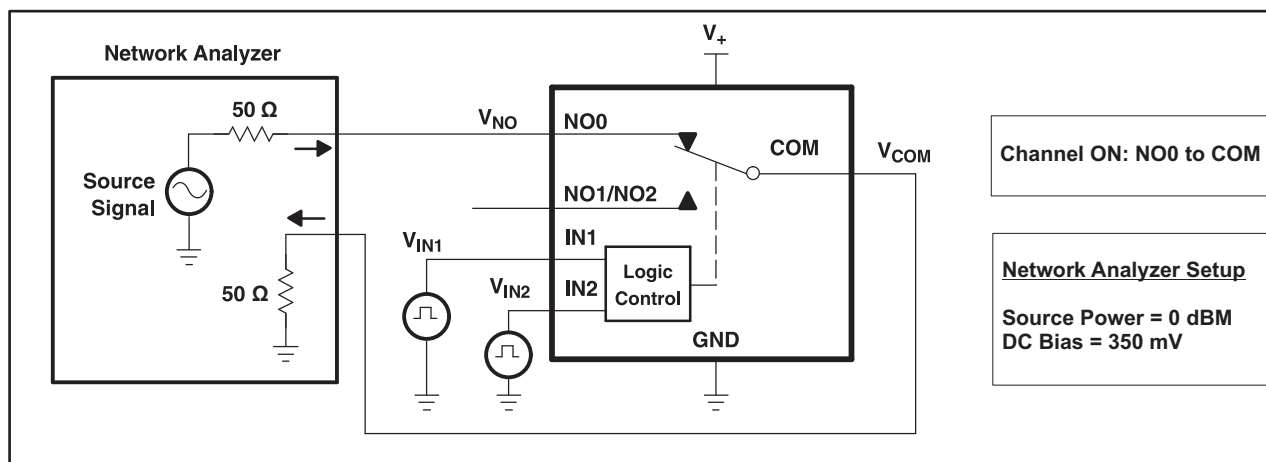 Network Analyzer
50 Ω
Source
Signal
50 Ω
V+
VNO
NO0
COM
VCOM
NO1/NO2
VIN1
IN1
VIN2
IN2
Logic
Control
GND
Channel ON: NO0 to COM
Network Analyzer Setup
Source Power = 0 dBM
DC Bias = 350 mV